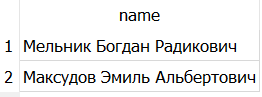 name
1 Мельник Богдан Радикович
2 Максудов Эмиль Альбертович